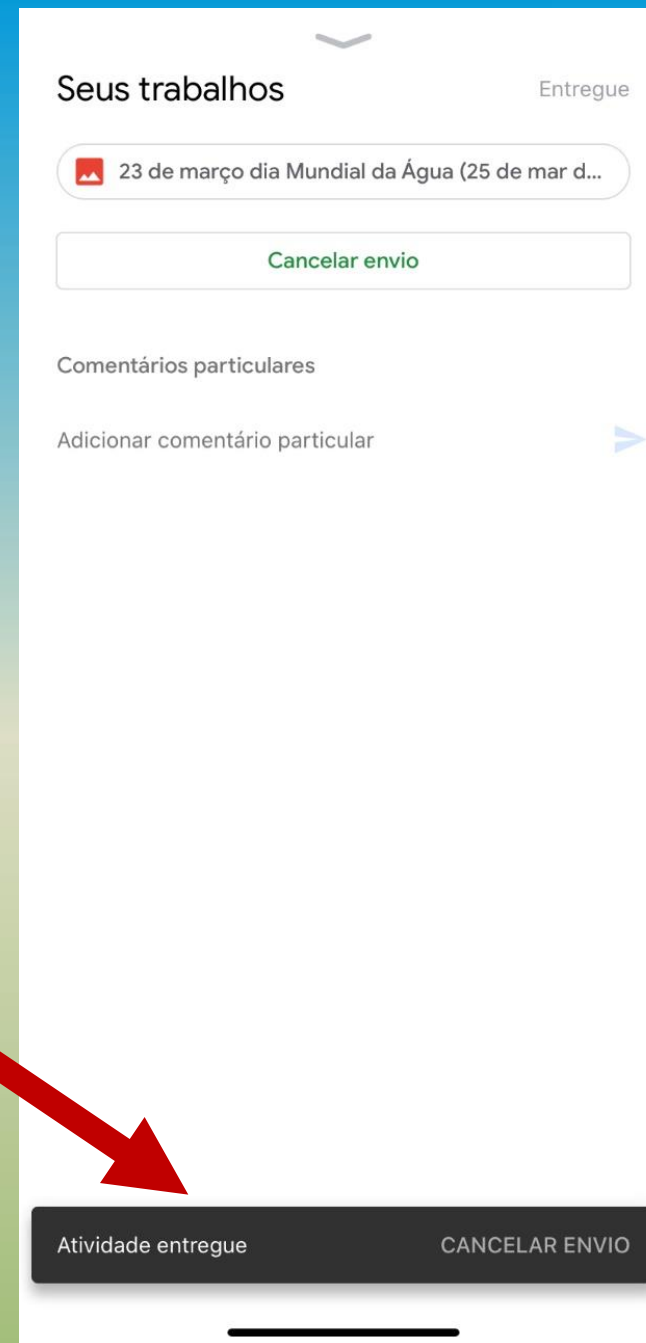 Seus trabalhos
Entregue
23 de março dia Mundial da Água (25 de mar d...
Cancelar envio
Comentários particulares
Adicionar comentário particular
Atividade entregue
CANCELAR ENVIO